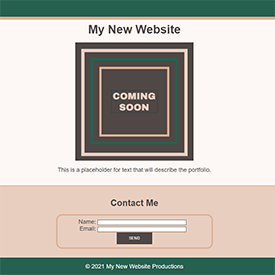 My New Website
COMING
SOON
This is a placeholder for text that will describe the portfolio.
Contact Me
Name:
Email:
SEND
© 2021 My New Website Productions